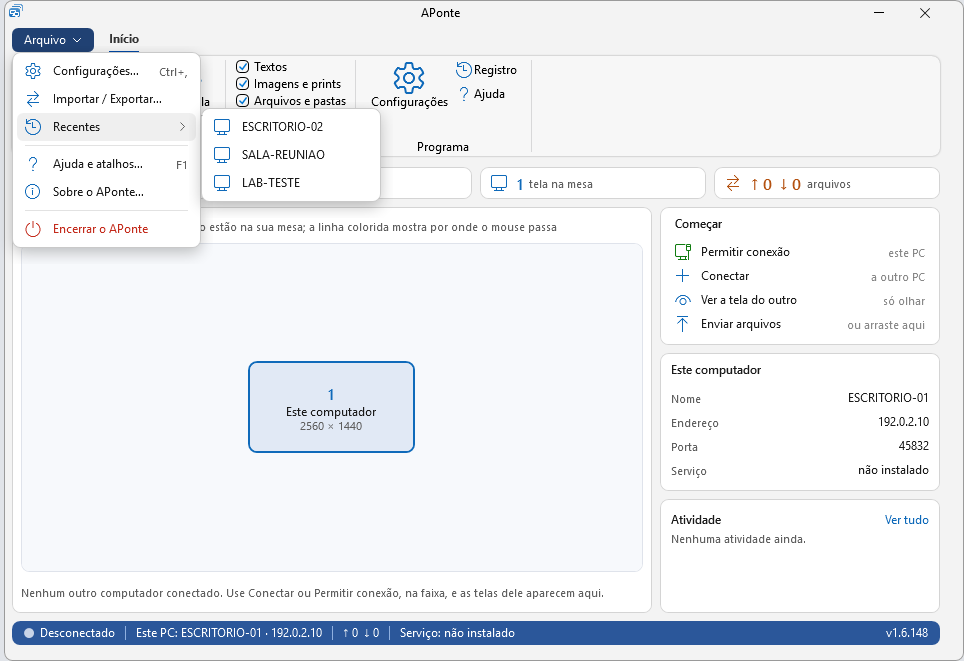 APonte
Arquivo
Início
Configurações... Ctrl+,
Importar / Exportar...
Recentes
Ajuda e atalhos... F1
Sobre o APonte...
Encerrar o APonte
ESCRITORIO-02
SALA-REUNIAO
LAB-TESTE
Textos
Imagens e prints
Arquivos e pastas
Configurações
Registro
Ajuda
Programa
1 tela na mesa
↑ 0 ↓ 0 arquivos
estão na sua mesa; a linha colorida mostra por onde o mouse passa
1
Este computador
2560 × 1440
Nenhum outro computador conectado. Use Conectar ou Permitir conexão, na faixa, e as telas dele aparecem aqui.
Começar
Permitir conexão este PC
Conectar a outro PC
Ver a tela do outro só olhar
Enviar arquivos ou arraste aqui
Este computador
Nome ESCRITORIO-01
Endereço 192.0.2.10
Porta 45832
Serviço não instalado
Atividade Ver tudo
Nenhuma atividade ainda.
Desconectado Este PC: ESCRITORIO-01 · 192.0.2.10 ↑ 0 ↓ 0 Serviço: não instalado v1.6.148